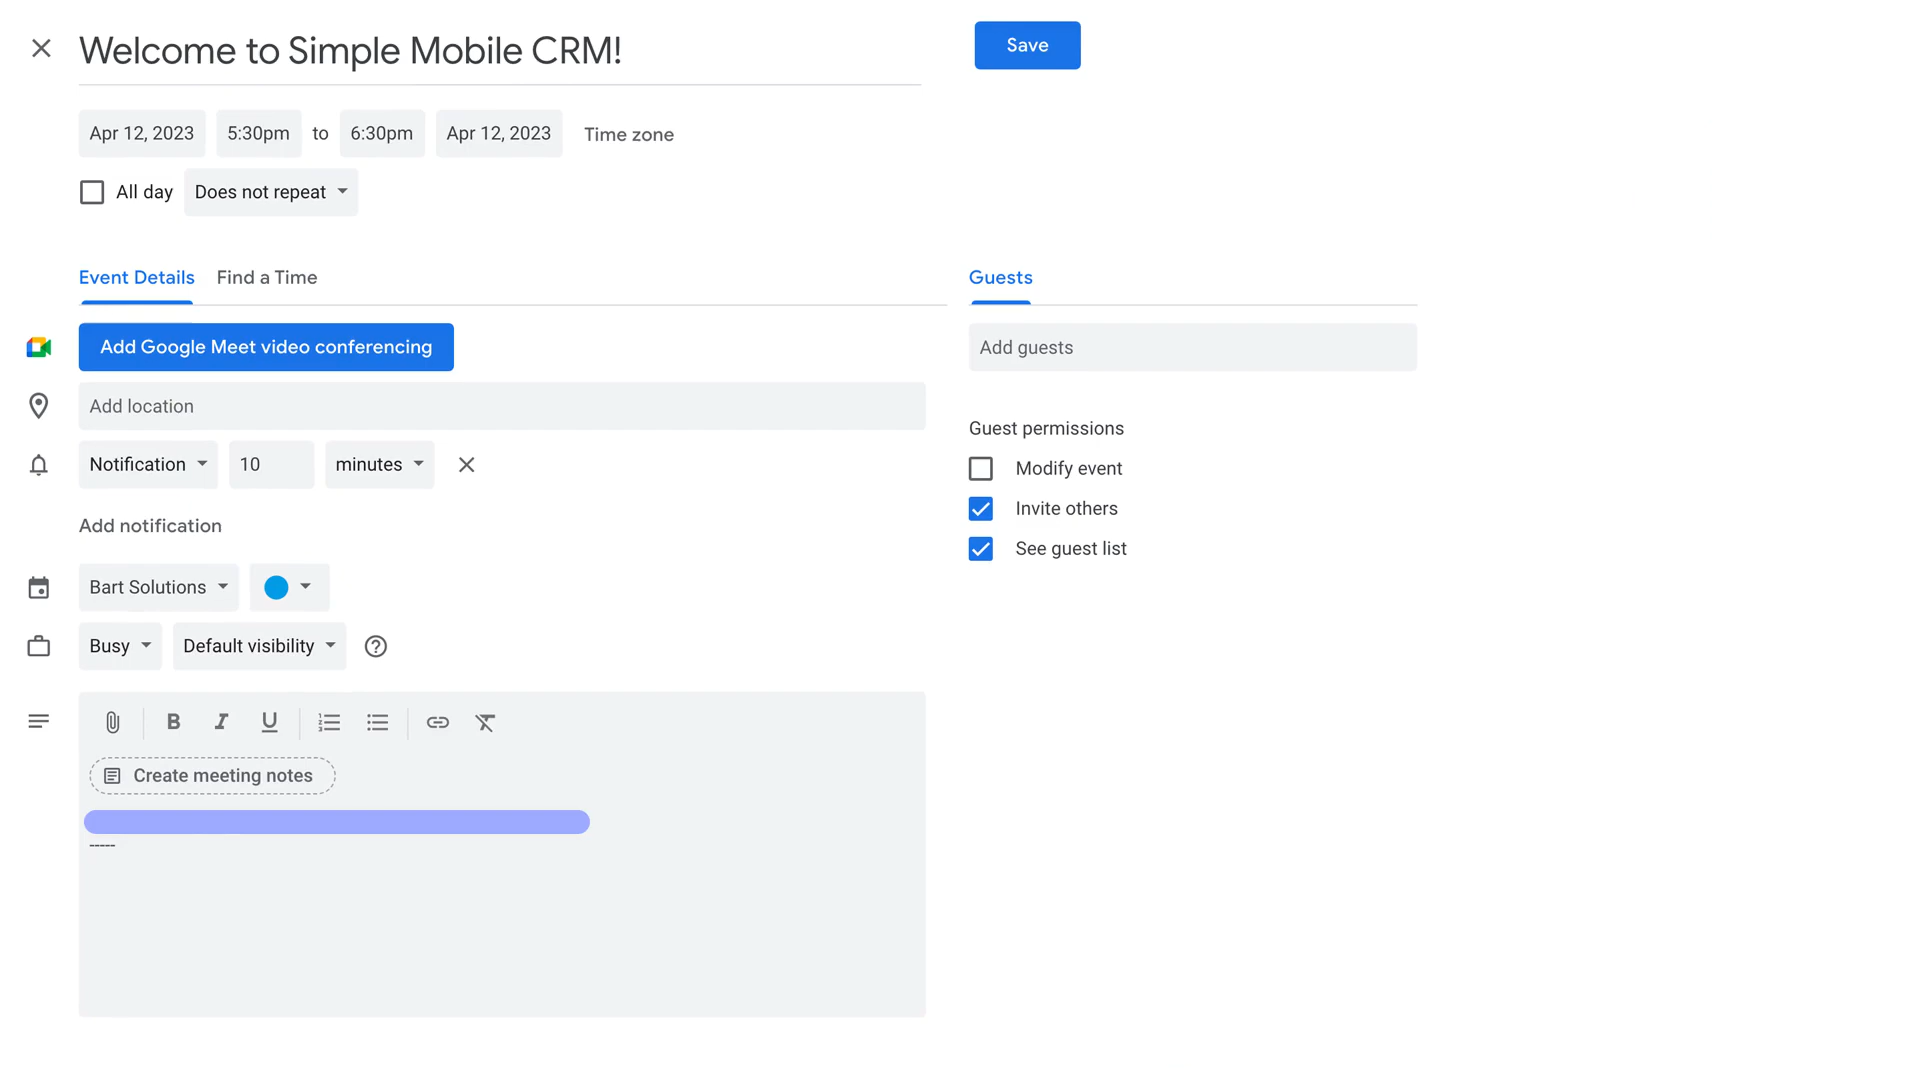 Welcome to Simple Mobile CRM!
Save
Apr 12, 2023 5:30pm to 6:30pm Apr 12, 2023 Time zone
All day Does not repeat
Event Details Find a Time
Guests
Add Google Meet video conferencing
Add guests
Add location
Guest permissions
Notification 10 minutes
Modify event
Invite others
Add notification
See guest list
Bart Solutions
Busy Default visibility
B I U
Create meeting notes
-----